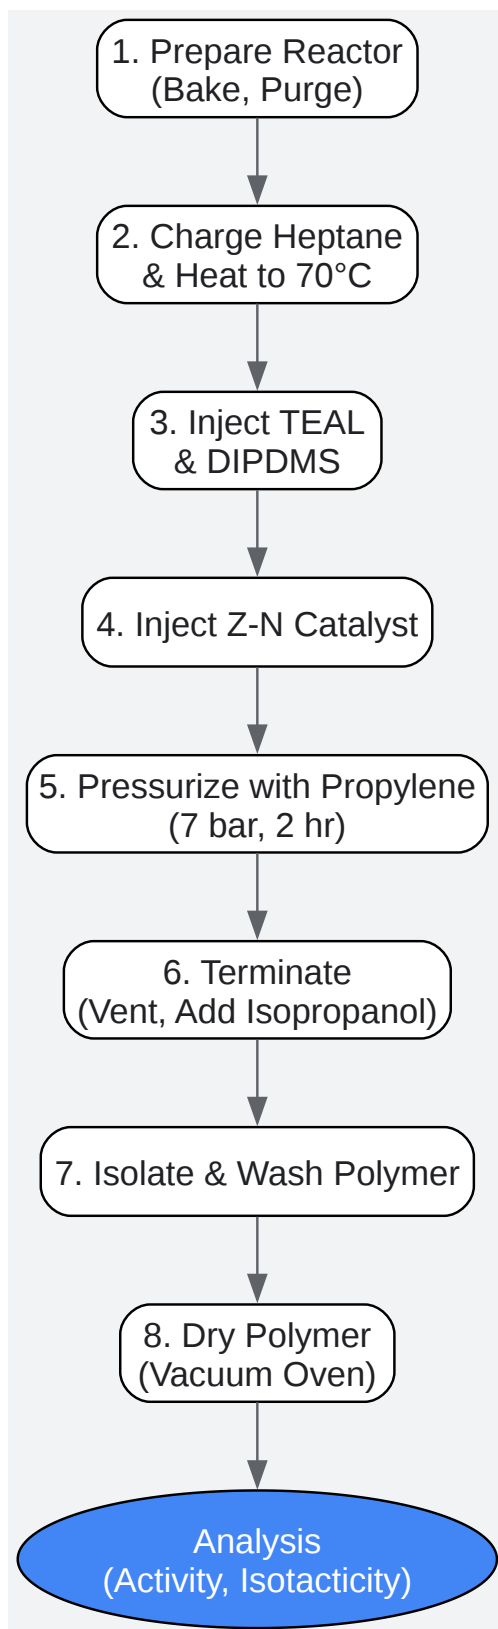 1. Prepare Reactor
(Bake, Purge)
2. Charge Heptane
& Heat to 70°C
3. Inject TEAL
& DIPDMS
4. Inject Z-N Catalyst
5. Pressurize with Propylene
(7 bar, 2 hr)
6. Terminate
(Vent, Add Isopropanol)
7. Isolate & Wash Polymer
8. Dry Polymer
(Vacuum Oven)
Analysis
(Activity, Isotacticity)